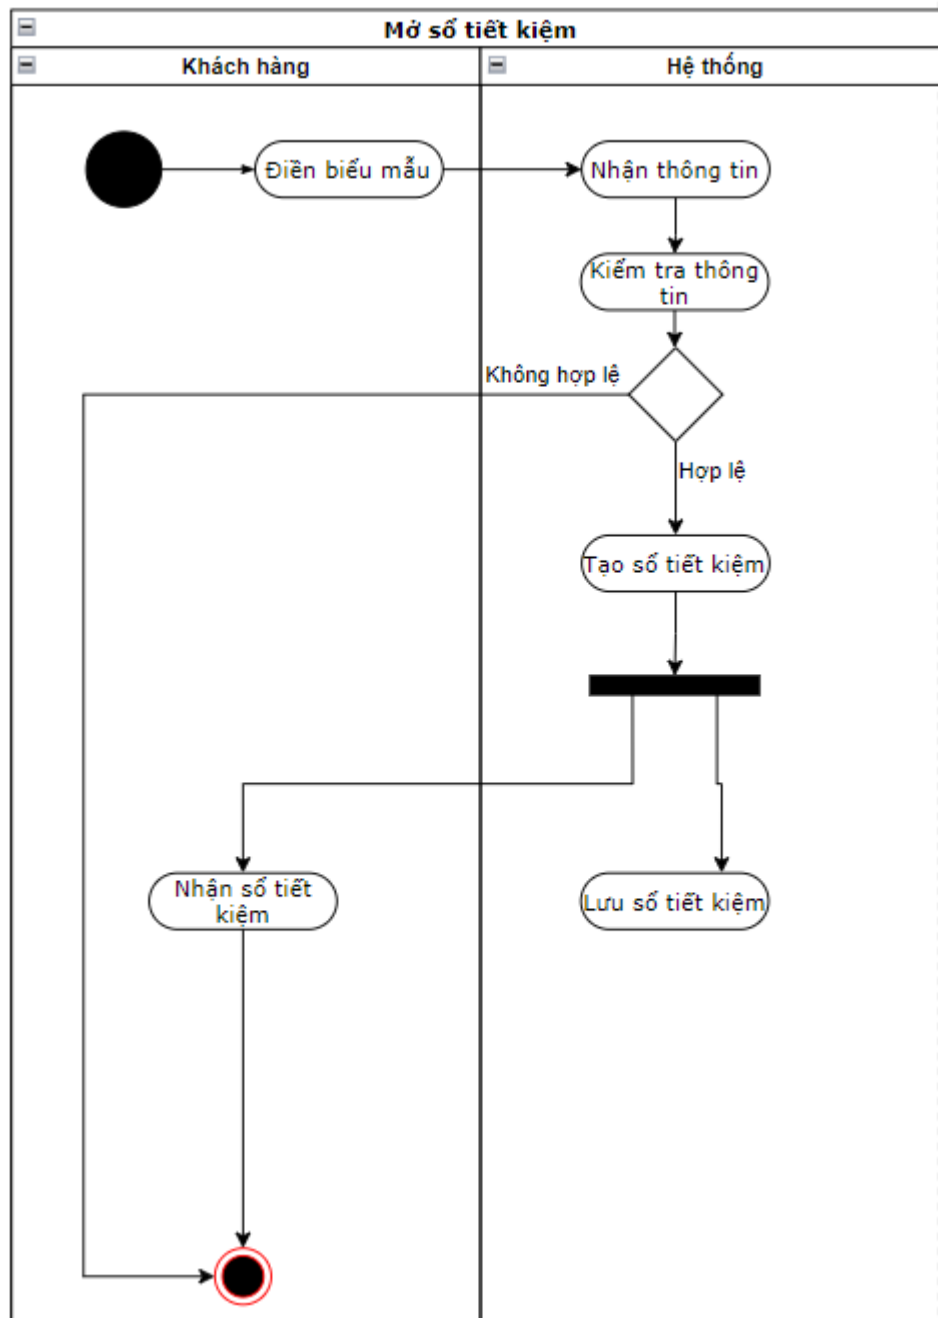 Mở sổ tiết kiệm
Khách hàng
Hệ thống
Điền biểu mẫu
Nhận thông tin
Kiểm tra thông
tin
Không hợp lệ
Hợp lệ
Tạo sổ tiết kiệm
Nhận sổ tiết
kiệm
Lưu sổ tiết kiệm